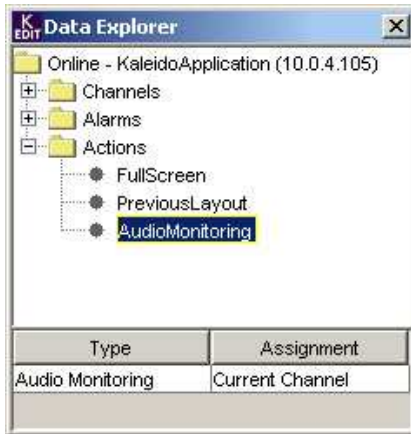 K EDIT Data Explorer
Online - KaleidoApplication (10.0.4.105)
Channels
Alarms
Actions
FullScreen
PreviousLayout
AudioMonitoring
Type Assignment
Audio Monitoring Current Channel